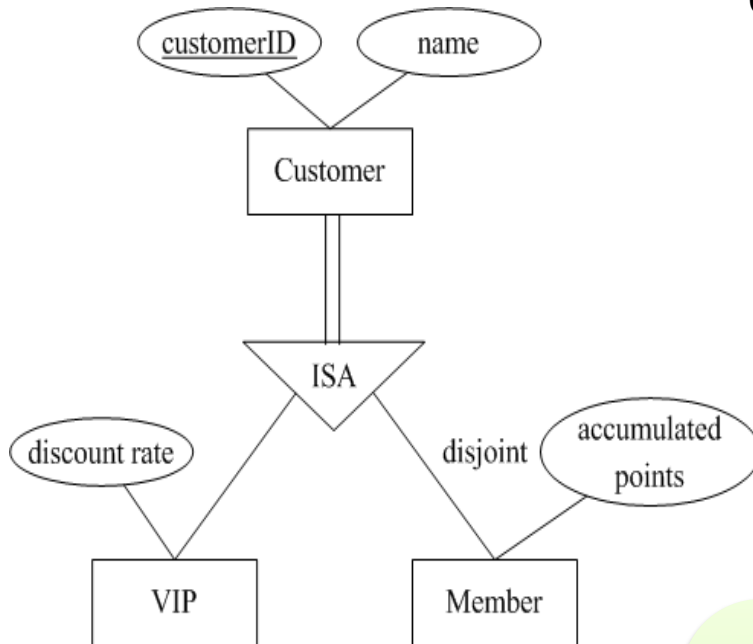 customerID
name
Customer
ISA
discount rate
disjoint
accumulated
points
VIP
Member